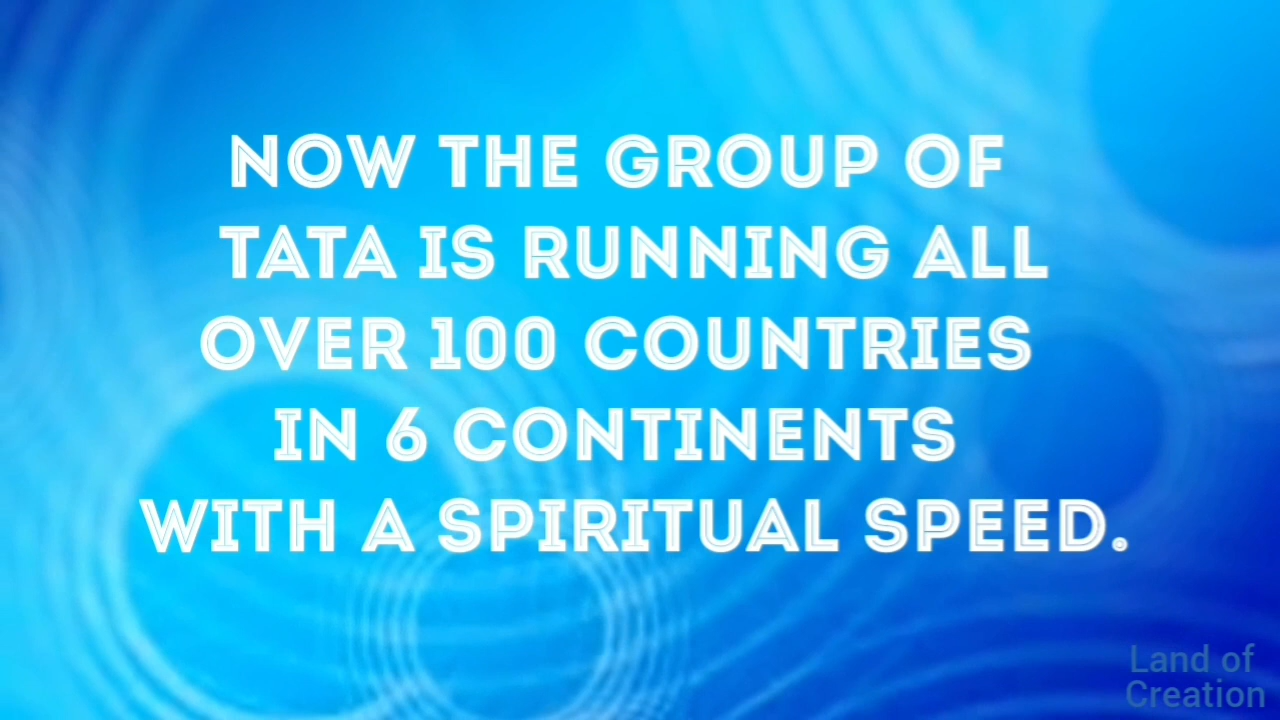 NOW THE GROUP OF
TATA IS RUNNING ALL
OVER 100 COUNTRIES
IN 6 CONTINENTS
WITH A SPIRITUAL SPEED.
Land of
Creation